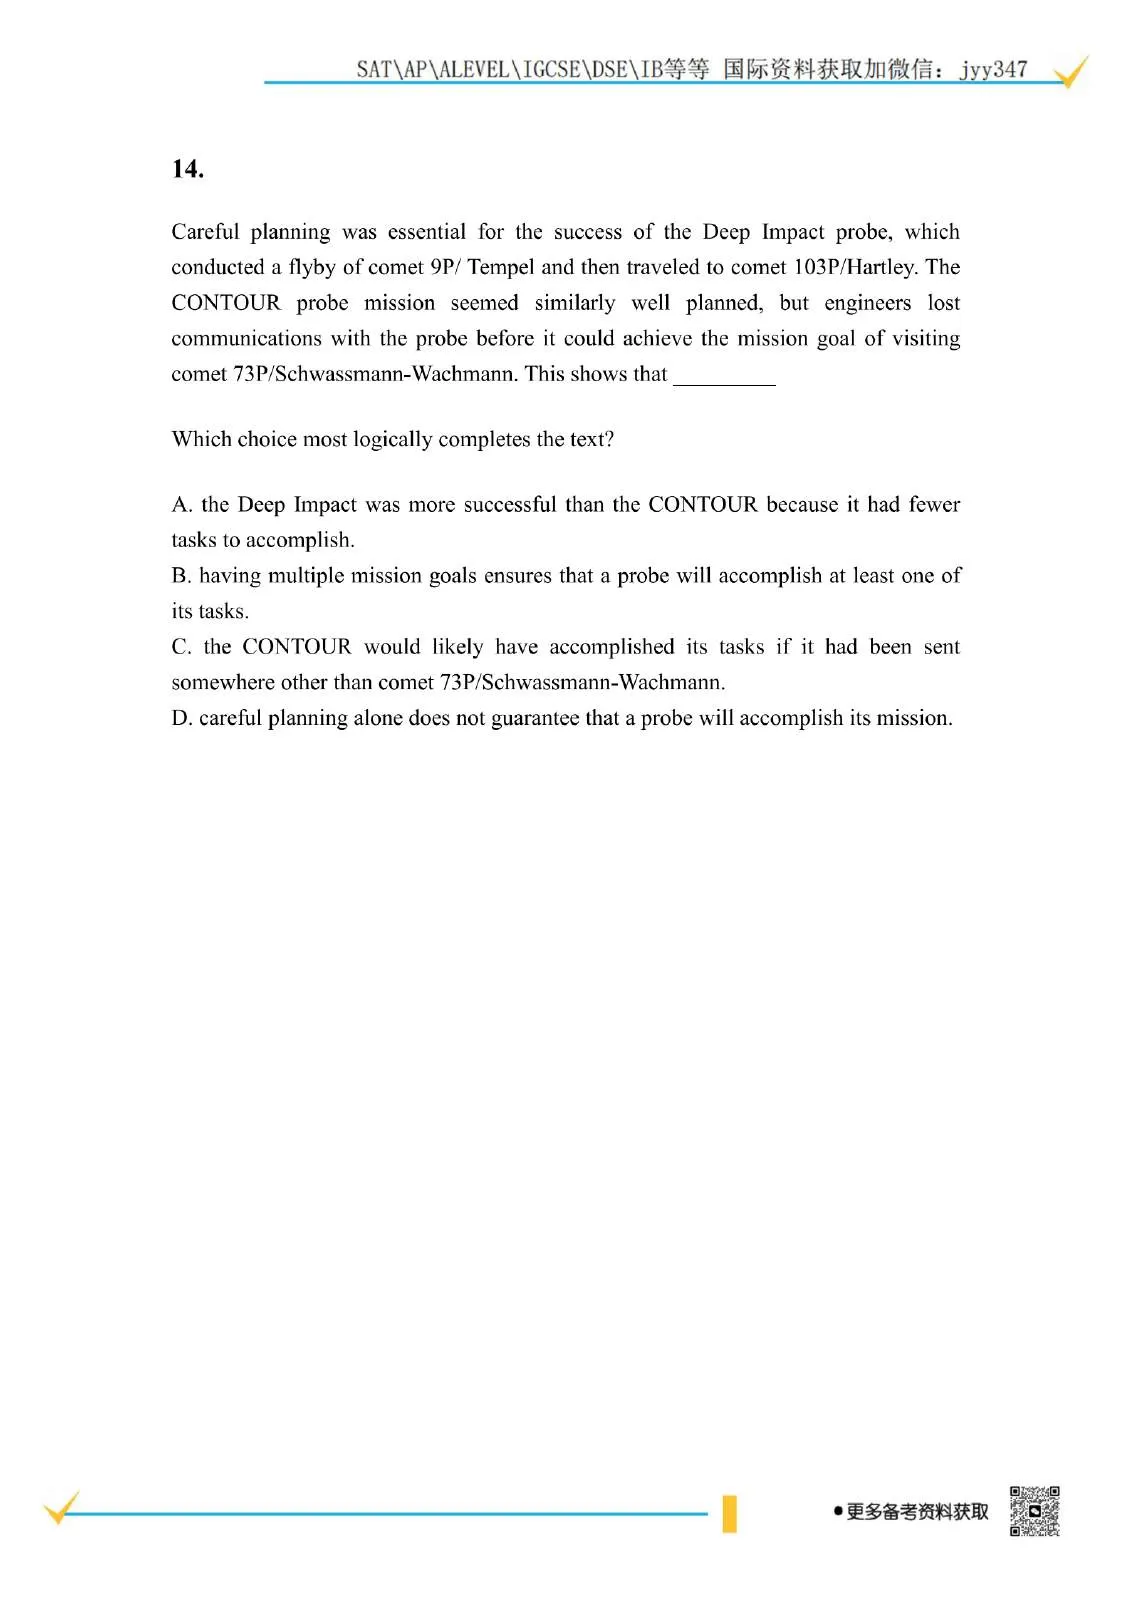 SAT\AP\ALEVEL\IGCSE\DSE\IB等等 国际资料获取加微信：jyy347
14.
Careful planning was essential for the success of the Deep Impact probe, which
conducted a flyby of comet 9P/ Tempel and then traveled to comet 103P/Hartley. The
CONTOUR probe mission seemed similarly well planned, but engineers lost
communications with the probe before it could achieve the mission goal of visiting
comet 73P/Schwassmann-Wachmann. This shows that _________
Which choice most logically completes the text?
A. the Deep Impact was more successful than the CONTOUR because it had fewer
tasks to accomplish.
B. having multiple mission goals ensures that a probe will accomplish at least one of
its tasks.
C. the CONTOUR would likely have accomplished its tasks if it had been sent
somewhere other than comet 73P/Schwassmann-Wachmann.
D. careful planning alone does not guarantee that a probe will accomplish its mission.
•更多备考资料获取